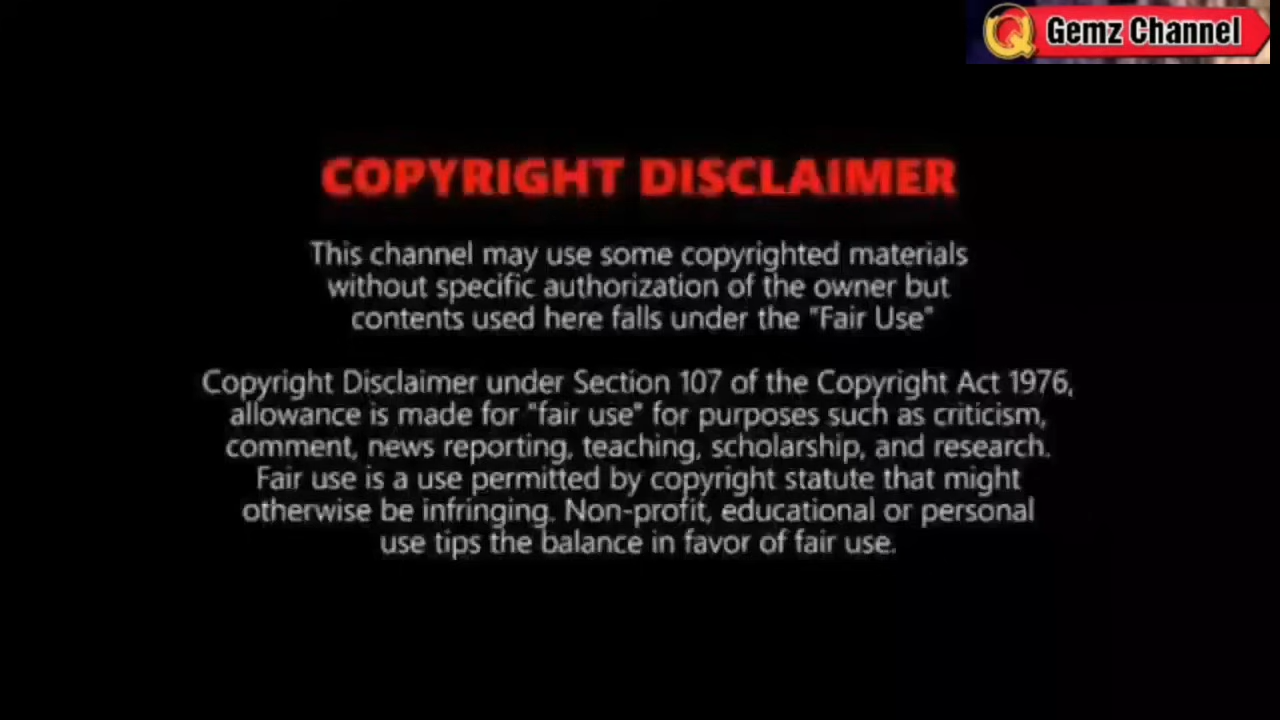 Gemz Channel
COPYRIGHT DISCLAIMER
This channel may use some copyrighted materials
without specific authorization of the owner but
contents used here falls under the "Fair Use"
Copyright Disclaimer under Section 107 of the Copyright Act 1976,
allowance is made for "fair use" for purposes such as criticism,
comment, news reporting, teaching, scholarship, and research.
Fair use is a use permitted by copyright statute that might
otherwise be infringing. Non-profit, educational or personal
use tips the balance in favor of fair use.